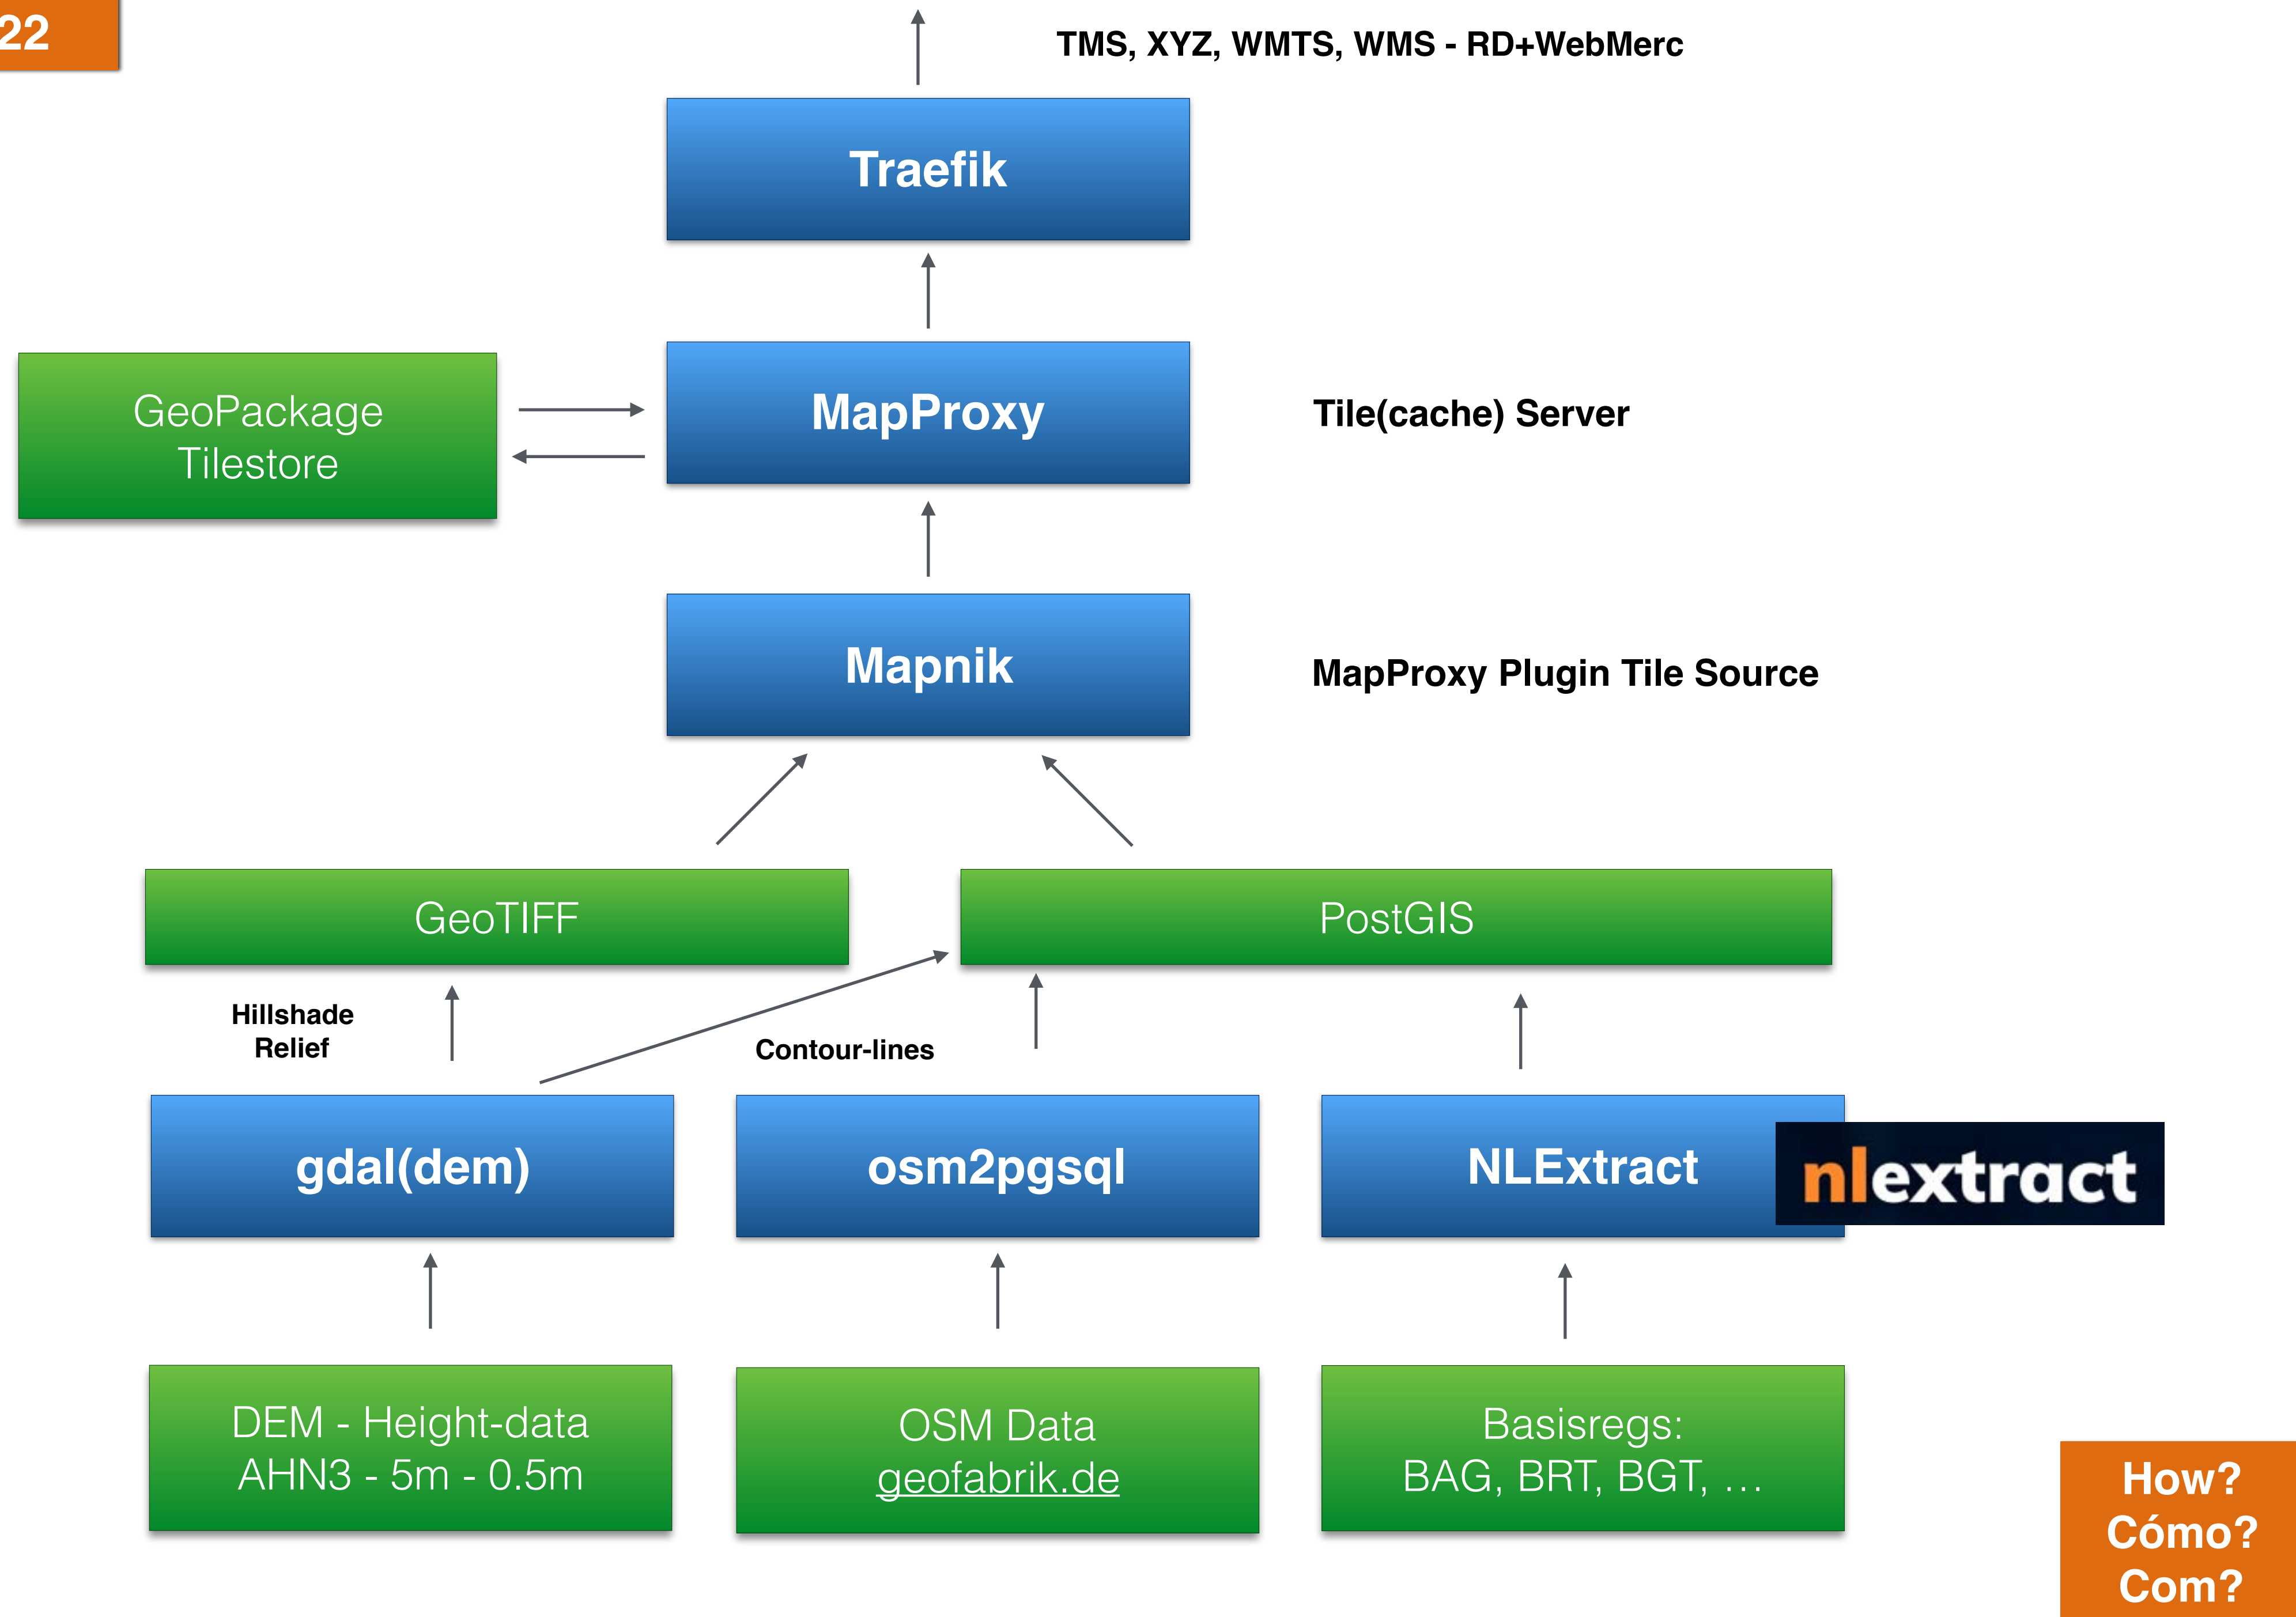 22
TMS, XYZ, WMTS, WMS - RD+WebMerc
Traefik
GeoPackage
Tilestore
MapProxy
Tile(cache) Server
Mapnik
MapProxy Plugin Tile Source
GeoTIFF
PostGIS
Hillshade
Relief
Contour-lines
gdal(dem)
osm2pgsql
NLExtract
nlextract
DEM - Height-data
AHN3 - 5m - 0.5m
OSM Data
geofabrik.de
Basisregs:
BAG, BRT, BGT, …
How?
Cómo?
Com?